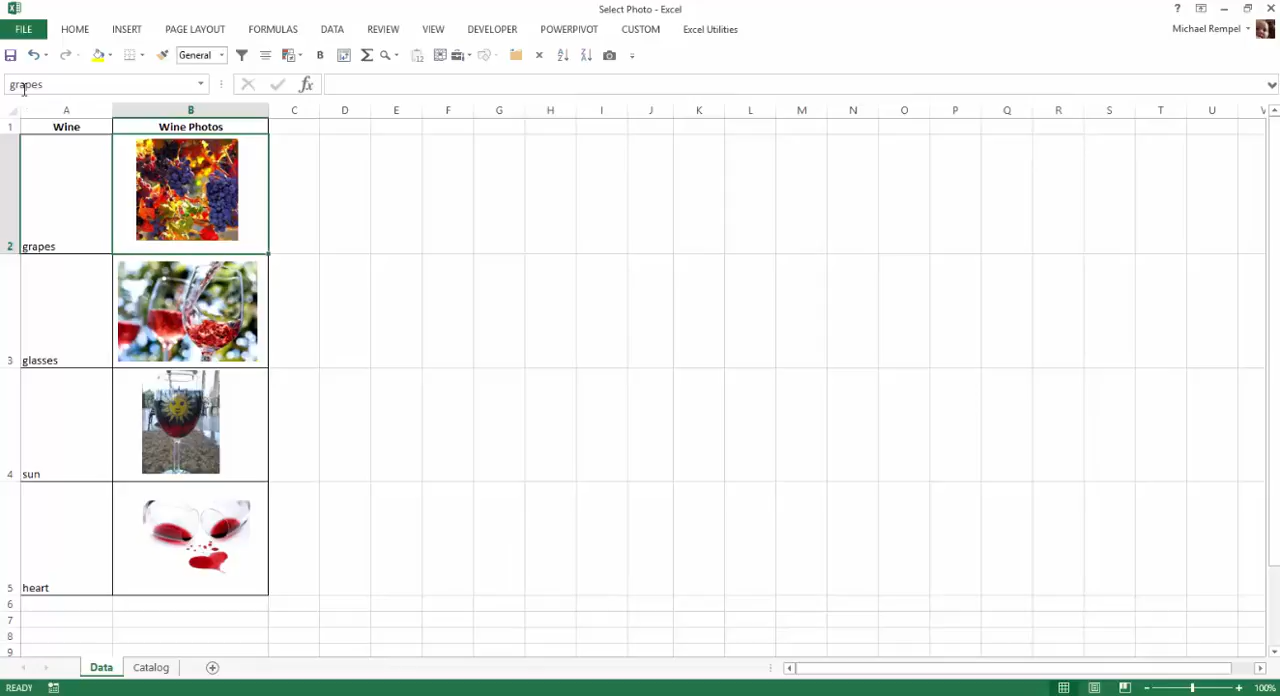 Select Photo - Excel
FILE HOME INSERT PAGE LAYOUT FORMULAS DATA REVIEW VIEW DEVELOPER POWERPIVOT CUSTOM Excel Utilities Michael Rempel
General
grapes
A B C D E F G H I J K L M N O P Q R S T U V
1 Wine Wine Photos
2 grapes
3 glasses
4 sun
5 heart
6
7
8
9
Data Catalog
READY 100%